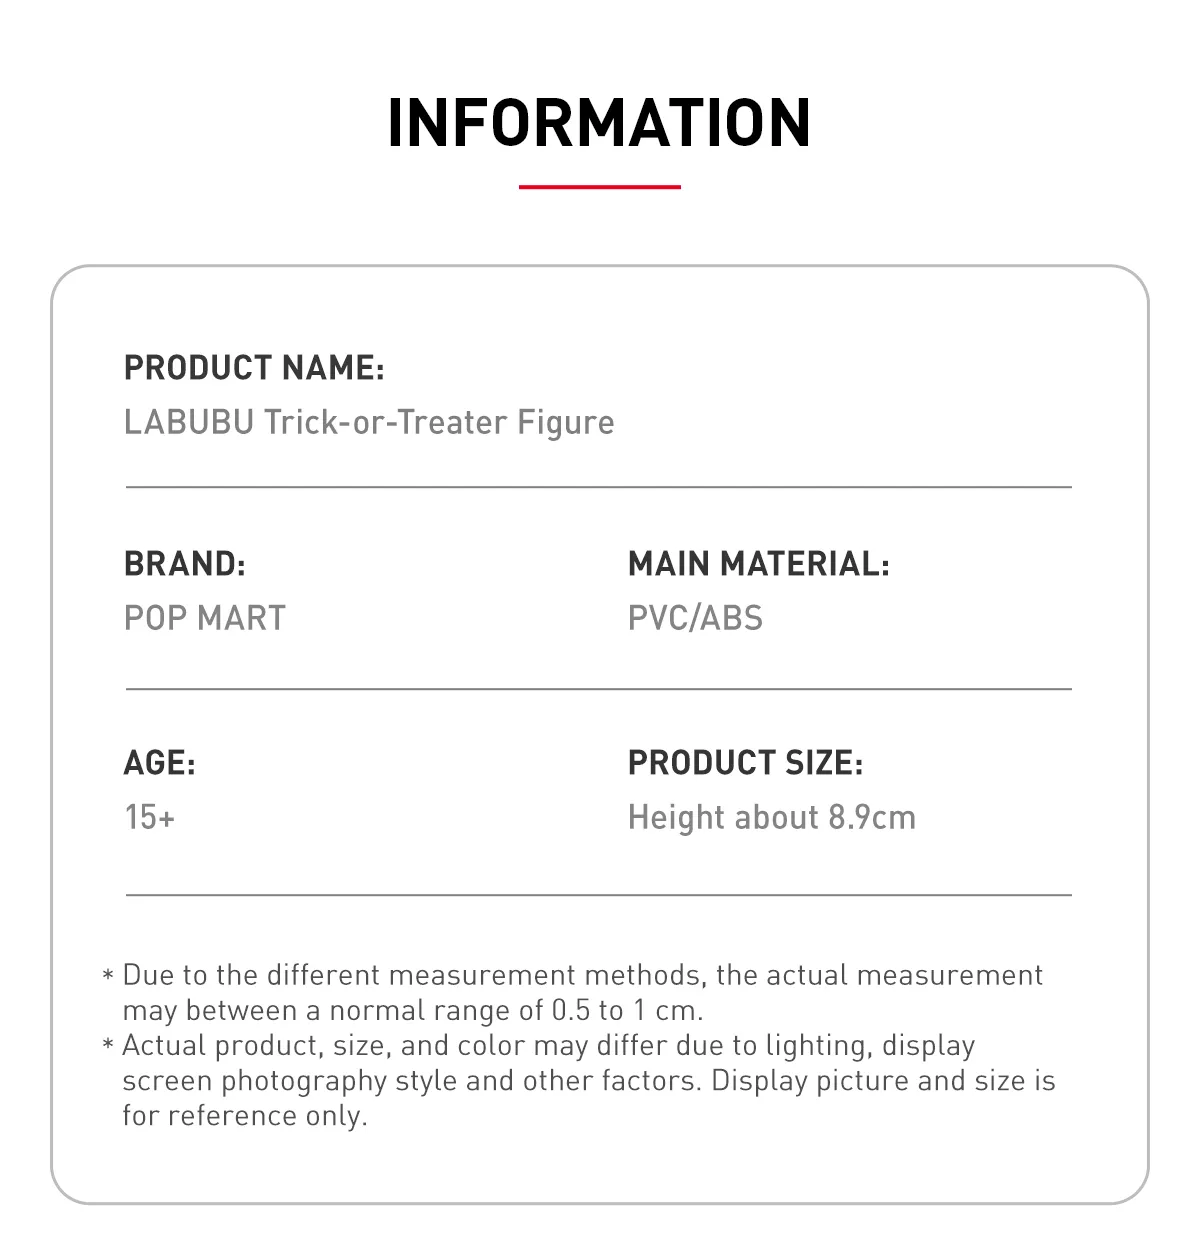 INFORMATION
PRODUCT NAME:
LABUBU Trick-or-Treater Figure
BRAND:
POP MART
MAIN MATERIAL:
PVC/ABS
AGE:
15+
PRODUCT SIZE:
Height about 8.9cm
* Due to the different measurement methods, the actual measurement
may between a normal range of 0.5 to 1 cm.
* Actual product, size, and color may differ due to lighting, display
screen photography style and other factors. Display picture and size is
for reference only.